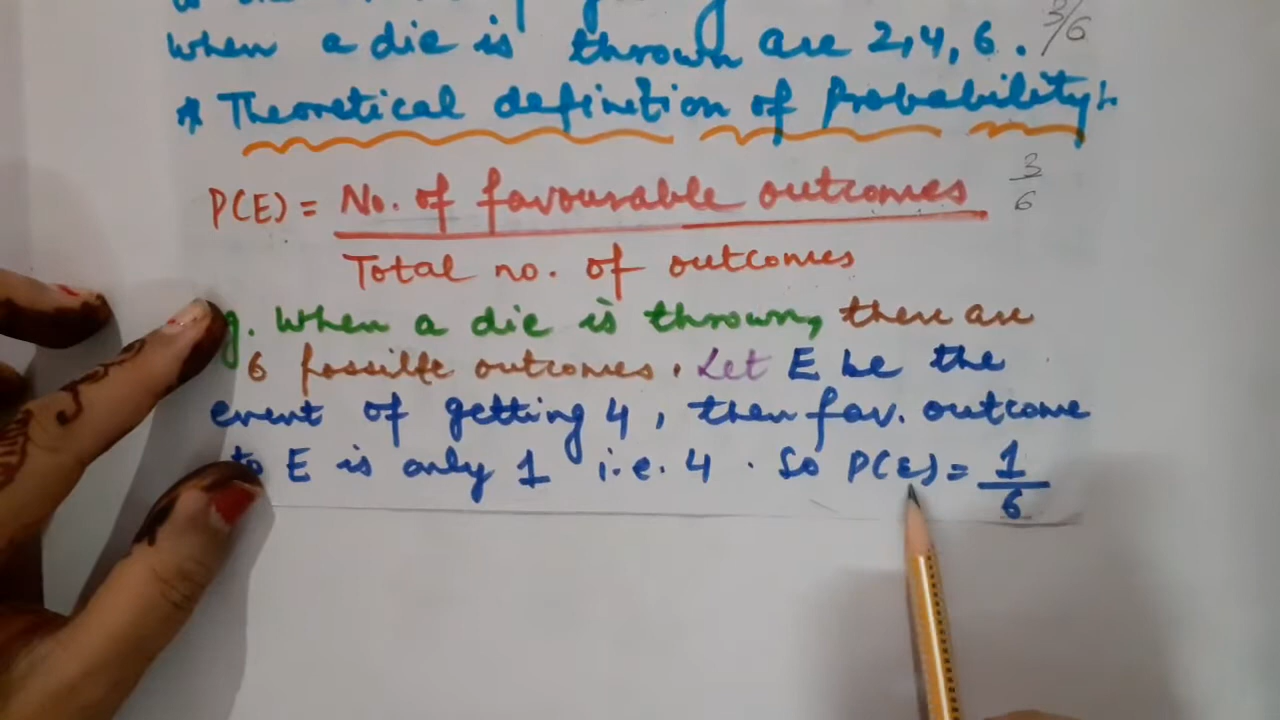 when a die is thrown are 2,4,6. 3/6
* Theoretical definition of Probability:
P(E) = No. of favourable outcomes 3/6
Total no. of outcomes
g. When a die is thrown, there are
6 possible outcomes. Let E be the
event of getting 4, then fav. outcome
to E is only 1 i.e. 4. So P(E) = 1/6